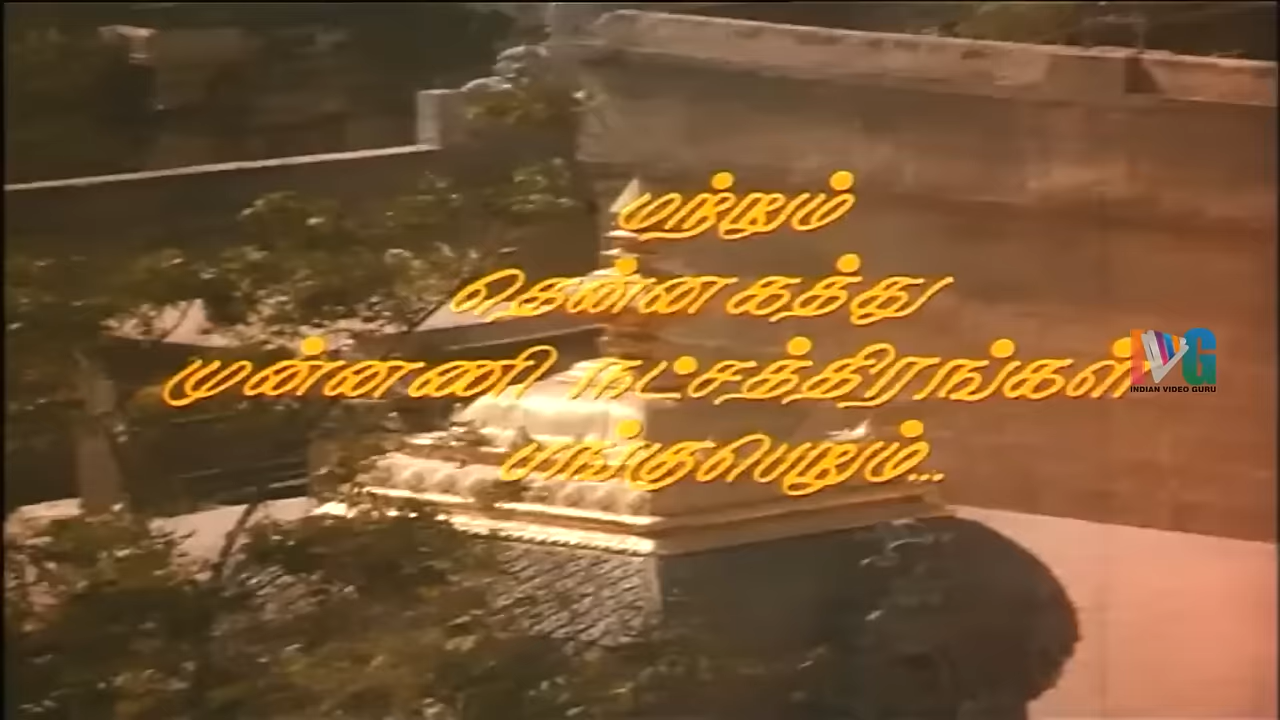 மற்றும்
தென்னகத்து
முன்னணி நட்சத்திரங்கள்
பங்குபெறும்...
IVG
INDIAN VIDEO GURU